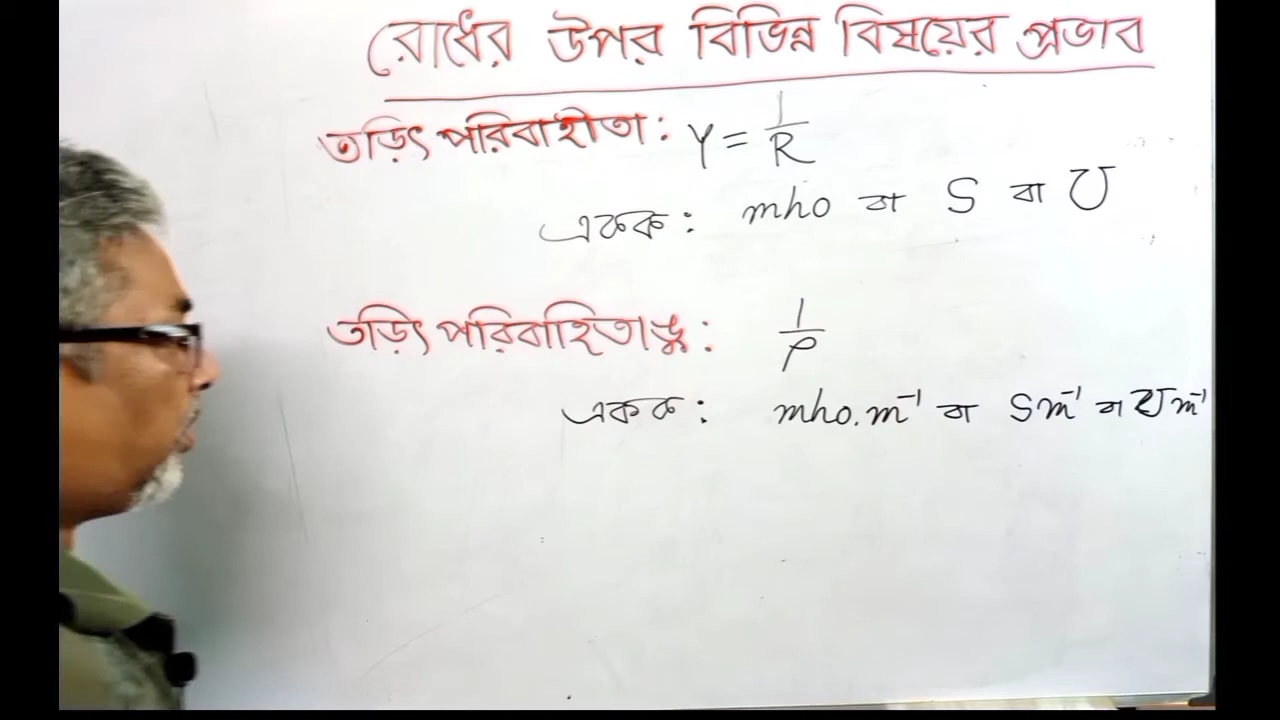 রোধের উপর বিভিন্ন বিষয়ের প্রভাব
তড়িৎ পরিবাহীতা : Y = 1/R
একক : mho বা S বা ℧
তড়িৎ পরিবাহিতাঙ্ক : 1/ρ
একক : mho.m⁻¹ বা Sm⁻¹ বা ℧m⁻¹